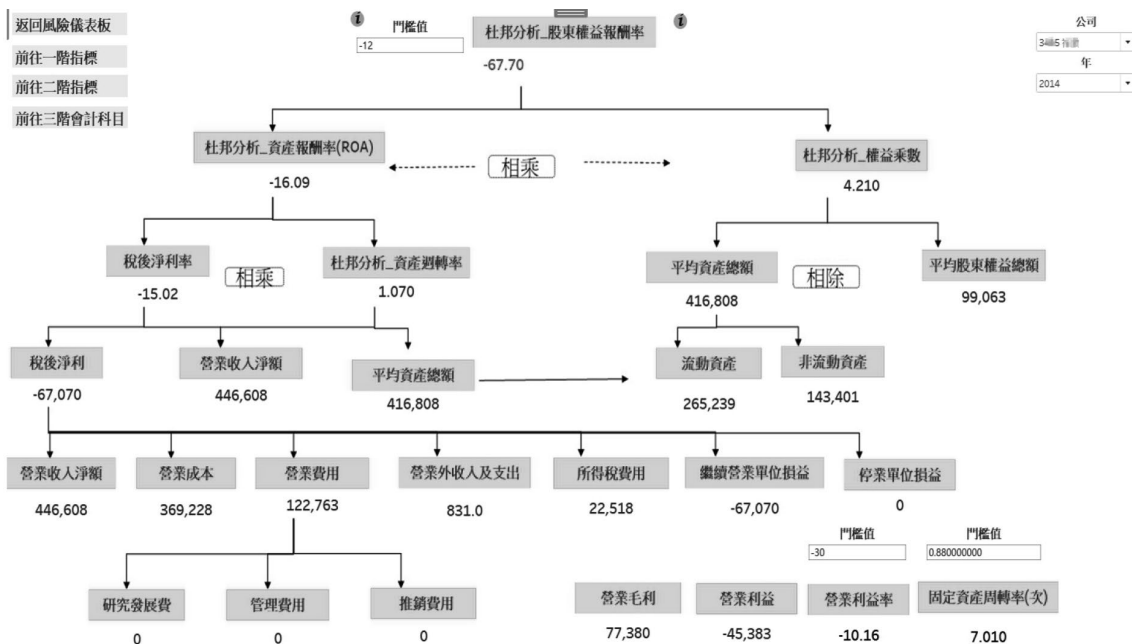 返回風險儀表板
前往一階指標
前往二階指標
前往三階會計科目
i
門檻值
-12
杜邦分析_股東權益報酬率
i
-67.70
公司
年
2014
杜邦分析_資產報酬率(ROA)
相乘
杜邦分析_權益乘數
-16.09
4.210
稅後淨利率
相乘
杜邦分析_資產週轉率
平均資產總額
相除
平均股東權益總額
-15.02
1.070
416,808
99,063
稅後淨利
營業收入淨額
平均資產總額
流動資產
非流動資產
-67,070
446,608
416,808
265,239
143,401
營業收入淨額
營業成本
營業費用
營業外收入及支出
所得稅費用
繼續營業單位損益
停業單位損益
446,608
369,228
122,763
831.0
22,518
-67,070
0
門檻值
門檻值
-30
0.880000000
研究發展費
管理費用
推銷費用
營業毛利
營業利益
營業利益率
固定資產周轉率(次)
0
0
0
77,380
-45,383
-10.16
7.010